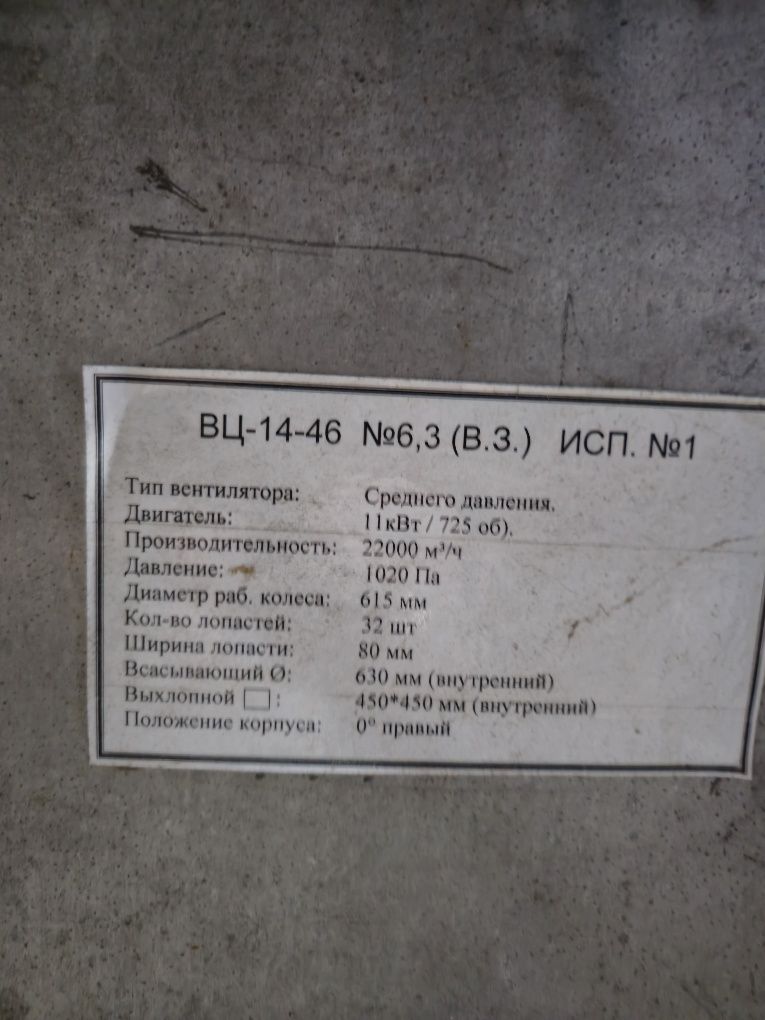 ВЦ-14-46 №6,3 (В.З.) ИСП. №1
Тип вентилятора: Среднего давления.
Двигатель: 11кВт / 725 об).
Производительность: 22000 м³/ч
Давление: 1020 Па
Диаметр раб. колеса: 615 мм
Кол-во лопастей: 32 шт
Ширина лопасти: 80 мм
Всасывающий Ø: 630 мм (внутренний)
Выхлопной □: 450*450 мм (внутренний)
Положение корпуса: 0° правый